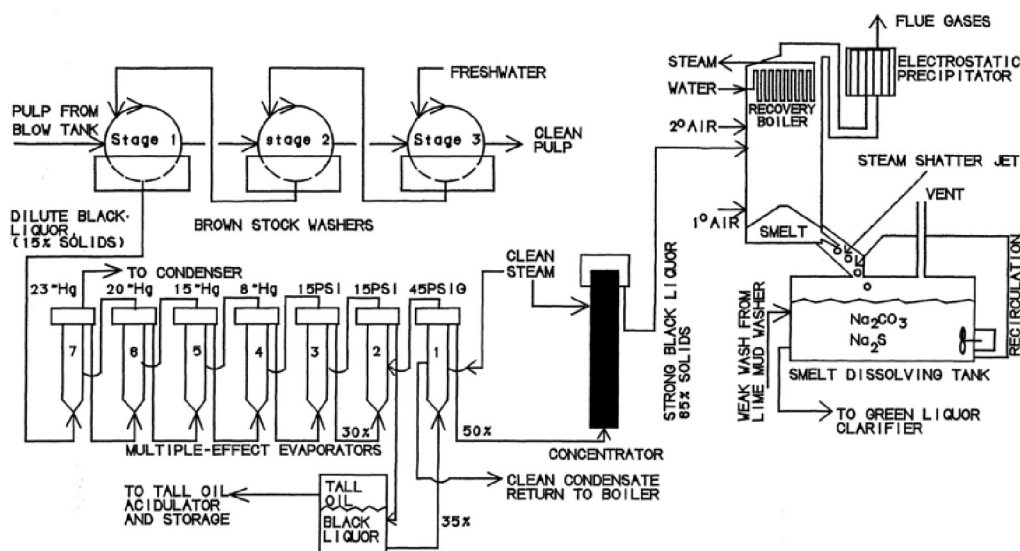 FLUE GASES
STEAM
ELECTROSTATIC
PRECIPITATOR
WATER
RECOVERY
BOILER
2° AIR
1° AIR
SMELT
STEAM SHATTER JET
VENT
FRESHWATER
PULP FROM
BLOW TANK
Stage 1
stage 2
Stage 3
CLEAN
PULP
DILUTE BLACK-
LIQUOR,
(15% SOLIDS)
BROWN STOCK WASHERS
CLEAN
STEAM
TO CONDENSER
23 "Hg
20 "Hg
15 "Hg
8 "Hg
15PSI
15PSI
45PSIG
7
6
5
4
3
2
1
30%
50%
MULTIPLE-EFFECT EVAPORATORS
CONCENTRATOR
STRONG BLACK LIQUOR
65% SOLIDS
WEAK WASH FROM
LIME MUD WASHER
Na2CO3
Na2S
RECIRCULATION
SMELT DISSOLVING TANK
TO GREEN LIQUOR
CLARIFIER
TO TALL OIL
ACIDULATOR
AND STORAGE
TALL
OIL
BLACK
LIQUOR
35%
CLEAN CONDENSATE
RETURN TO BOILER